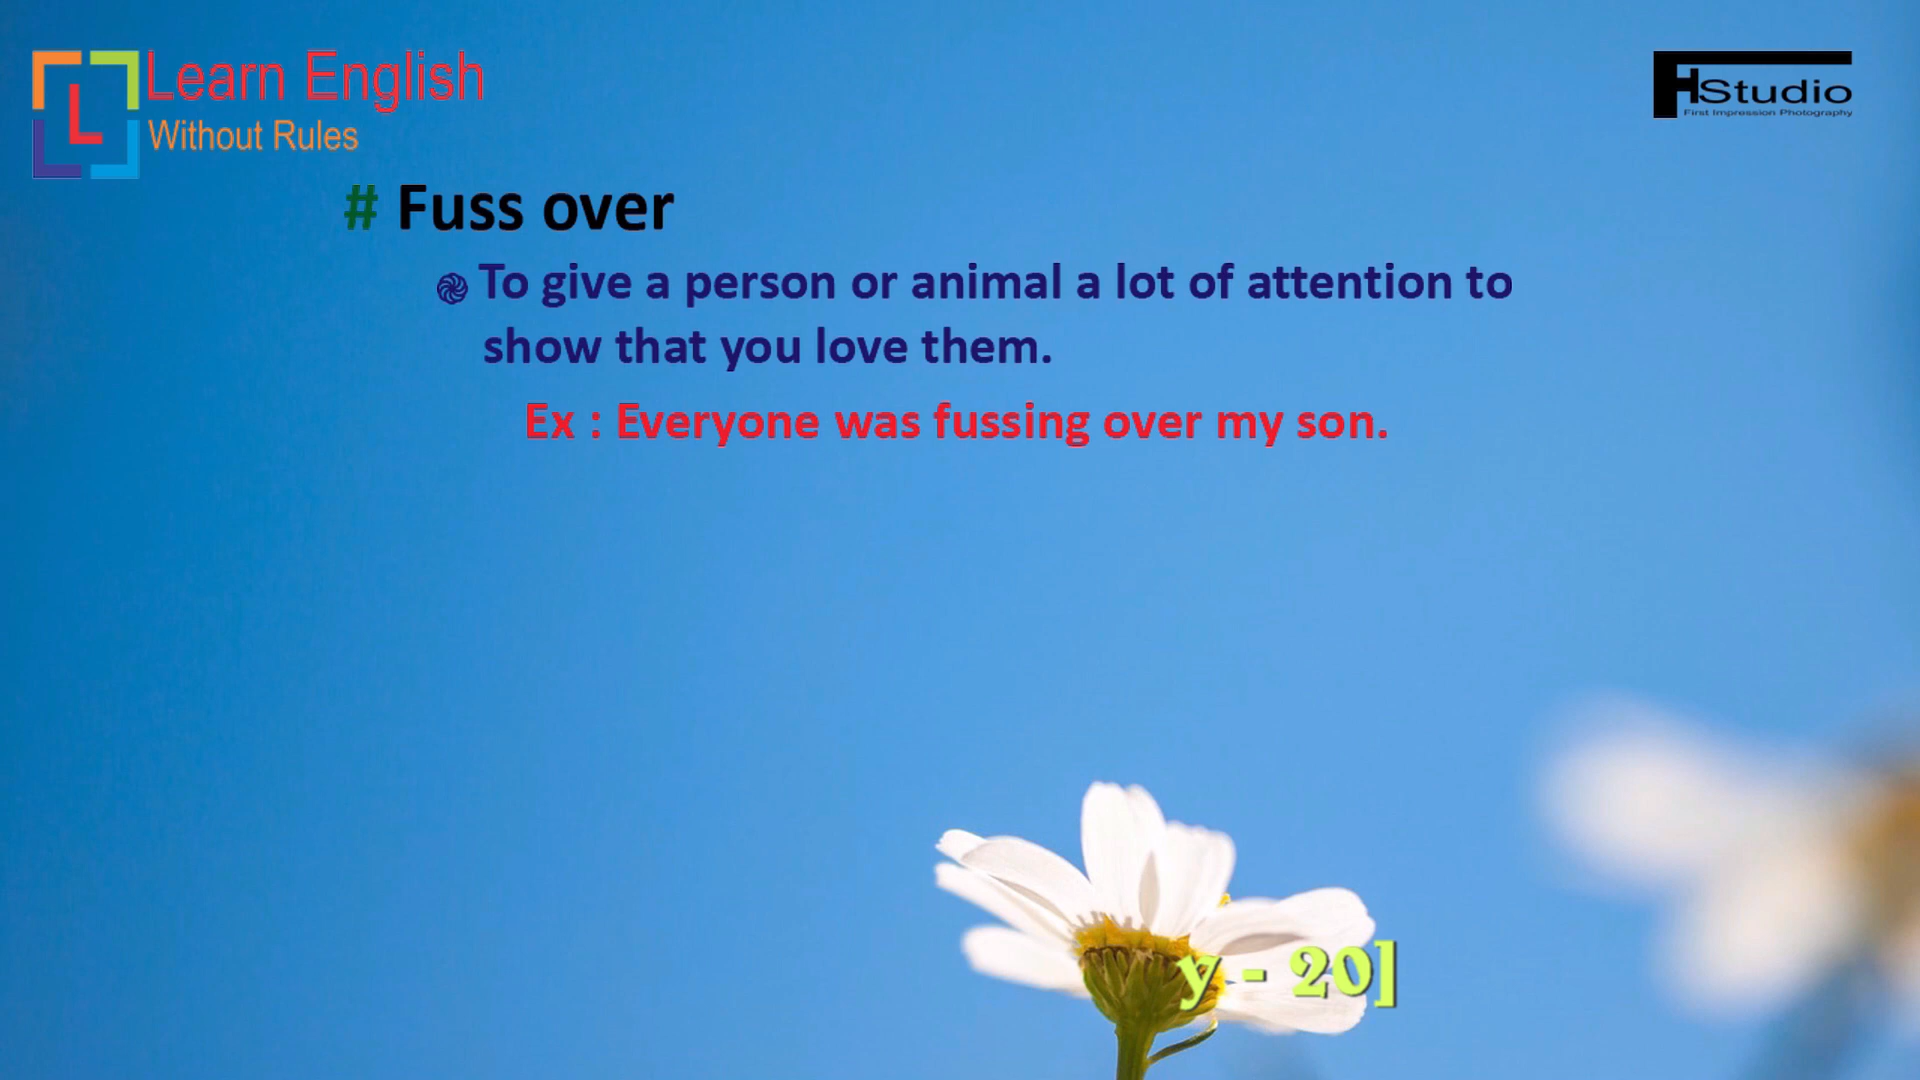 Learn English
Without Rules
HStudio
First Impression Photography
# Fuss over
To give a person or animal a lot of attention to
show that you love them.
Ex : Everyone was fussing over my son.
y - 20]